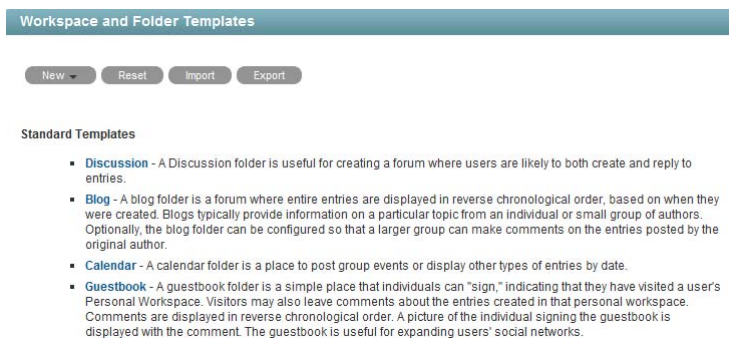 Workspace and Folder Templates
New Reset Import Export
Standard Templates
▪ Discussion - A Discussion folder is useful for creating a forum where users are likely to both create and reply to
entries.
▪ Blog - A blog folder is a forum where entire entries are displayed in reverse chronological order, based on when they
were created. Blogs typically provide information on a particular topic from an individual or small group of authors.
Optionally, the blog folder can be configured so that a larger group can make comments on the entries posted by the
original author.
▪ Calendar - A calendar folder is a place to post group events or display other types of entries by date.
▪ Guestbook - A guestbook folder is a simple place that individuals can "sign," indicating that they have visited a user's
Personal Workspace. Visitors may also leave comments about the entries created in that personal workspace.
Comments are displayed in reverse chronological order. A picture of the individual signing the guestbook is
displayed with the comment. The guestbook is useful for expanding users' social networks.